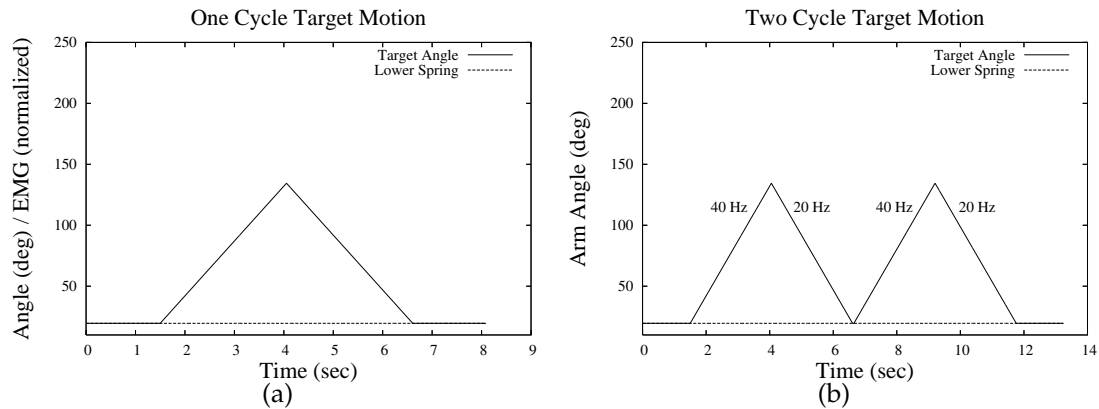 One Cycle Target Motion
250
200
150
100
50
0 1 2 3 4 5 6 7 8 9
Angle (deg) / EMG (normalized)
Time (sec)
Target Angle
Lower Spring
(a)
Two Cycle Target Motion
250
200
150
100
50
0 2 4 6 8 10 12 14
Arm Angle (deg)
Time (sec)
Target Angle
Lower Spring
40 Hz 20 Hz 40 Hz 20 Hz
(b)